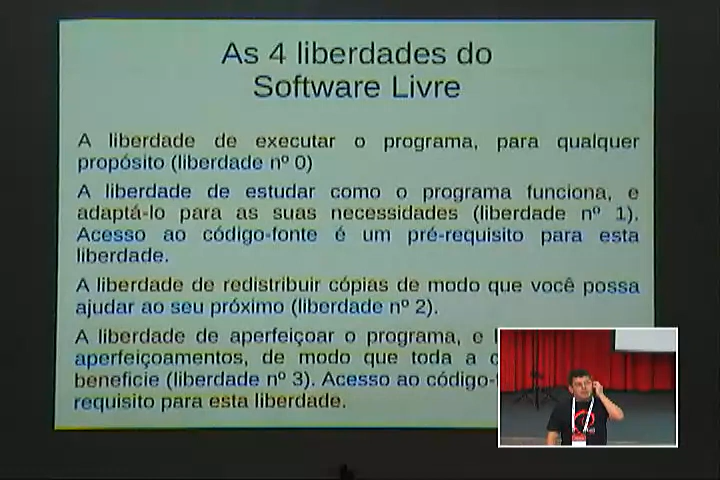 As 4 liberdades do
Software Livre
A liberdade de executar o programa, para qualquer
propósito (liberdade nº 0)
A liberdade de estudar como o programa funciona, e
adaptá-lo para as suas necessidades (liberdade nº 1).
Acesso ao código-fonte é um pré-requisito para esta
liberdade.
A liberdade de redistribuir cópias de modo que você possa
ajudar ao seu próximo (liberdade nº 2).
A liberdade de aperfeiçoar o programa, e
aperfeiçoamentos, de modo que toda a
beneficie (liberdade nº 3). Acesso ao código-
requisito para esta liberdade.